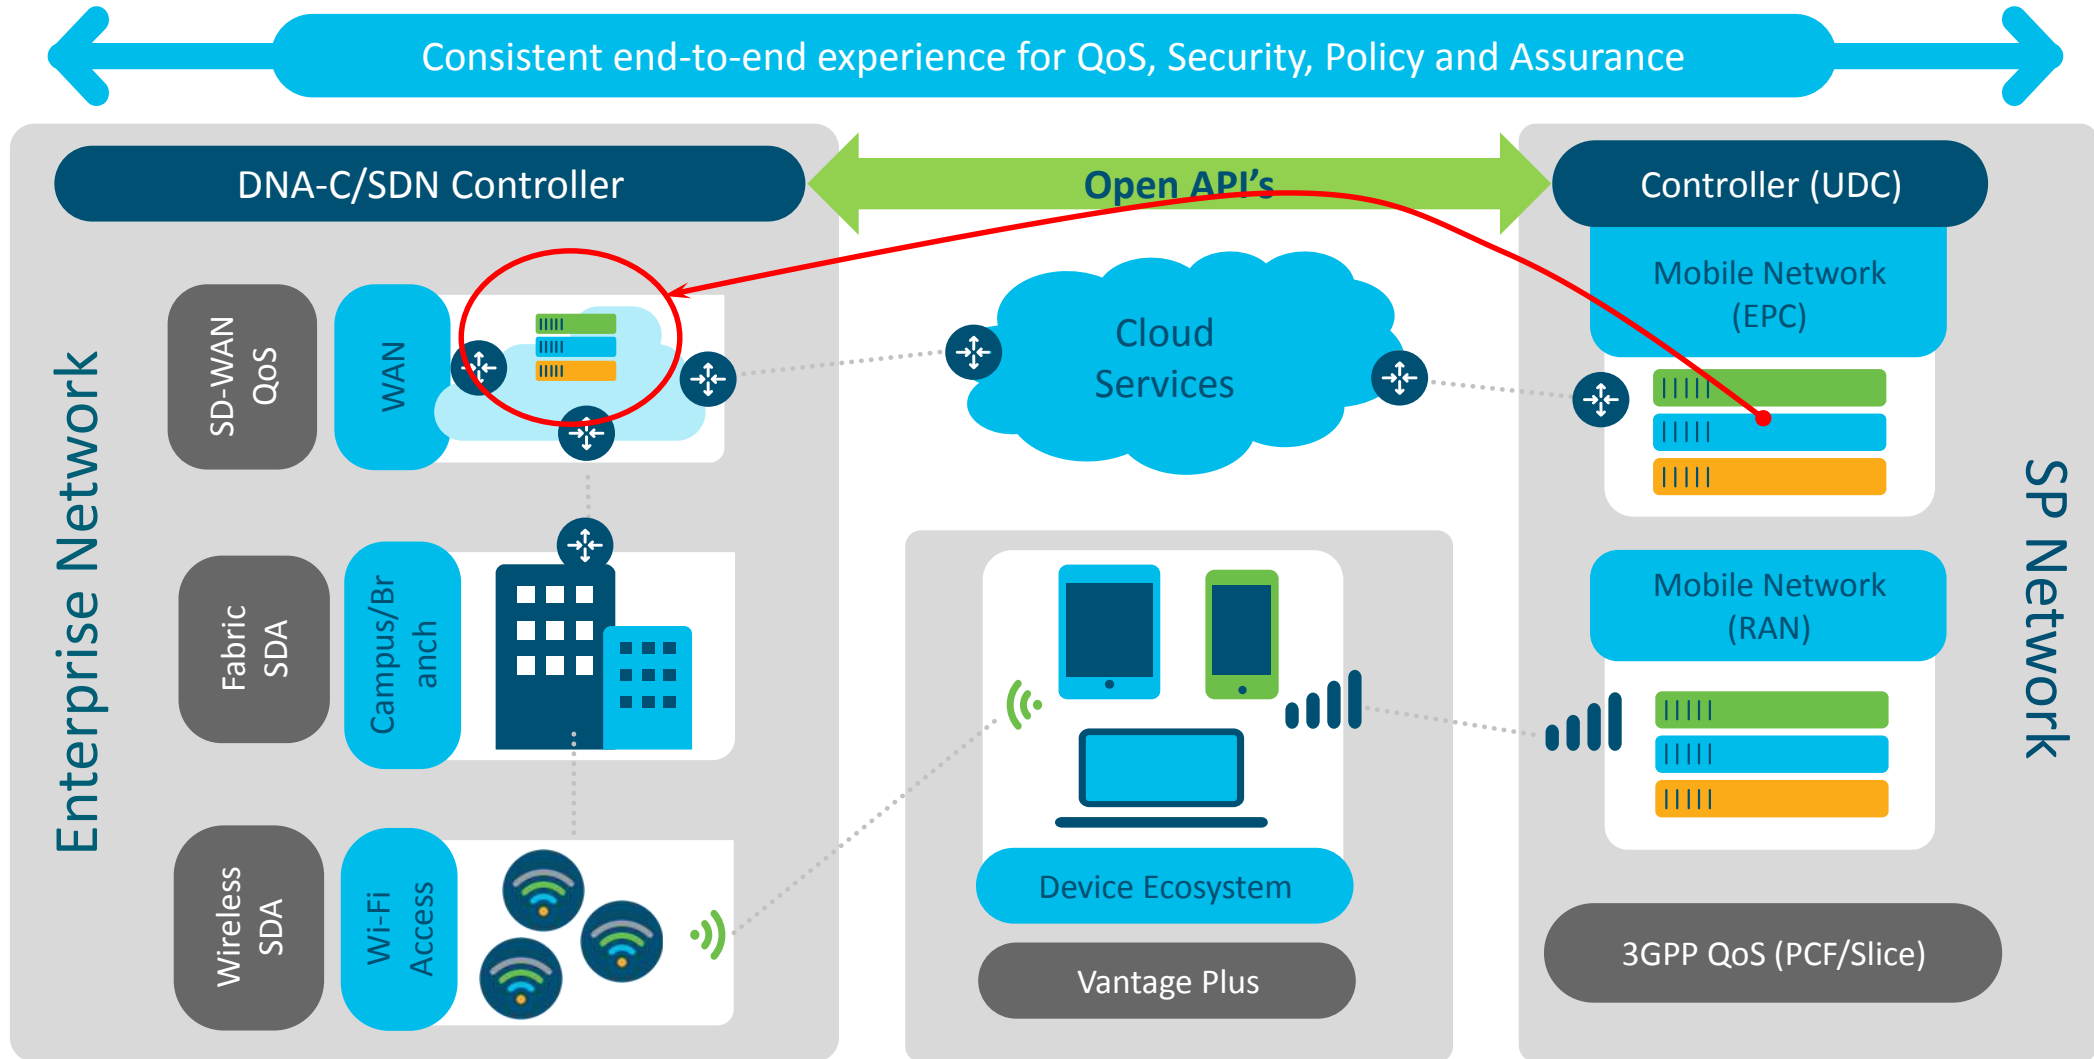 Consistent end-to-end experience for QoS, Security, Policy and Assurance
DNA-C/SDN Controller
Open API's
Controller (UDC)
Enterprise Network
SD-WAN
QoS
WAN
Cloud
Services
Mobile Network
(EPC)
SP Network
Fabric
SDA
Campus/Br
anch
Mobile Network
(RAN)
Wireless
SDA
Wi-Fi
Access
Device Ecosystem
Vantage Plus
3GPP QoS (PCF/Slice)